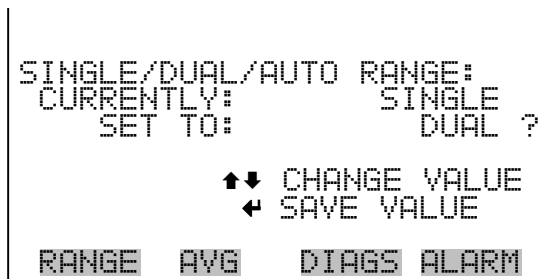 SINGLE/DUAL/AUTO RANGE:
CURRENTLY: SINGLE
SET TO: DUAL ?
⬆⬇ CHANGE VALUE
↵ SAVE VALUE
RANGE AVG DIAGS ALARM